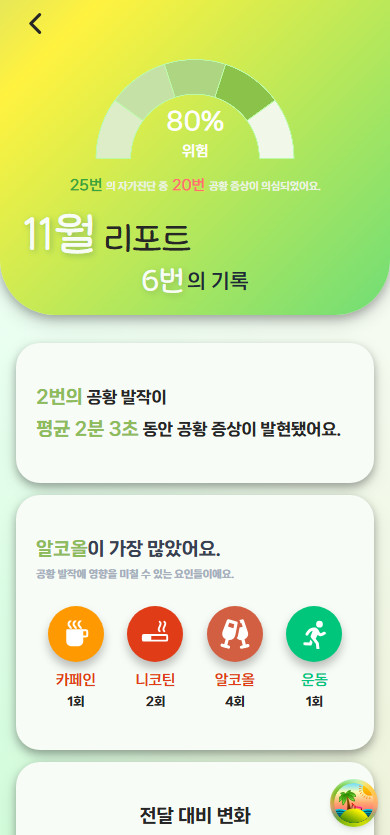 80%
위험
25번 의 자가진단 중 20번 공황 증상이 의심되었어요.
11월 리포트
6번의 기록
2번의 공황 발작이
평균 2분 3초 동안 공황 증상이 발현됐어요.
알코올이 가장 많았어요.
공황 발작에 영향을 미칠 수 있는 요인들이에요.
카페인 니코틴 알코올 운동
1회 2회 4회 1회
전달 대비 변화